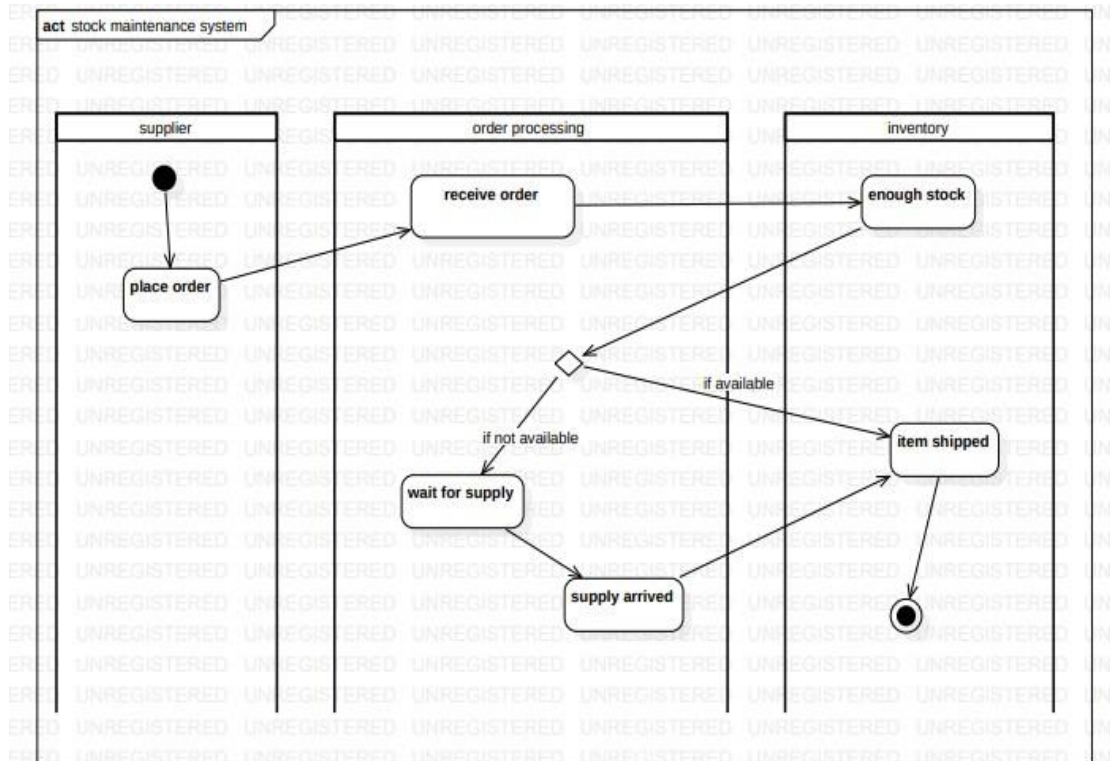 act stock maintenance system
supplier
order processing
inventory
receive order
enough stock
place order
if available
if not available
item shipped
wait for supply
supply arrived
UNREGISTERED